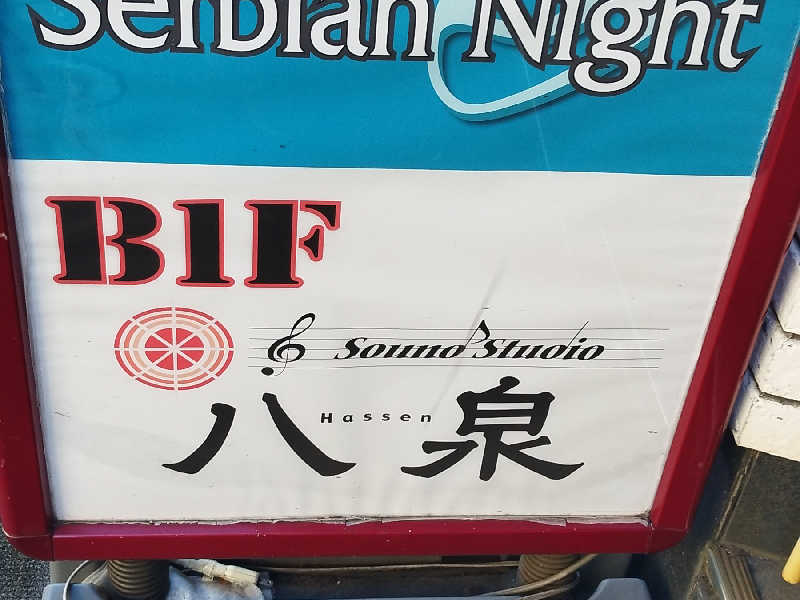 Serbian Night
B1F
Sound Studio
八 Hassen 泉